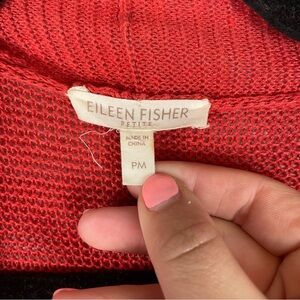 EILEEN FISHER
PETITE
MADE IN
CHINA
PM